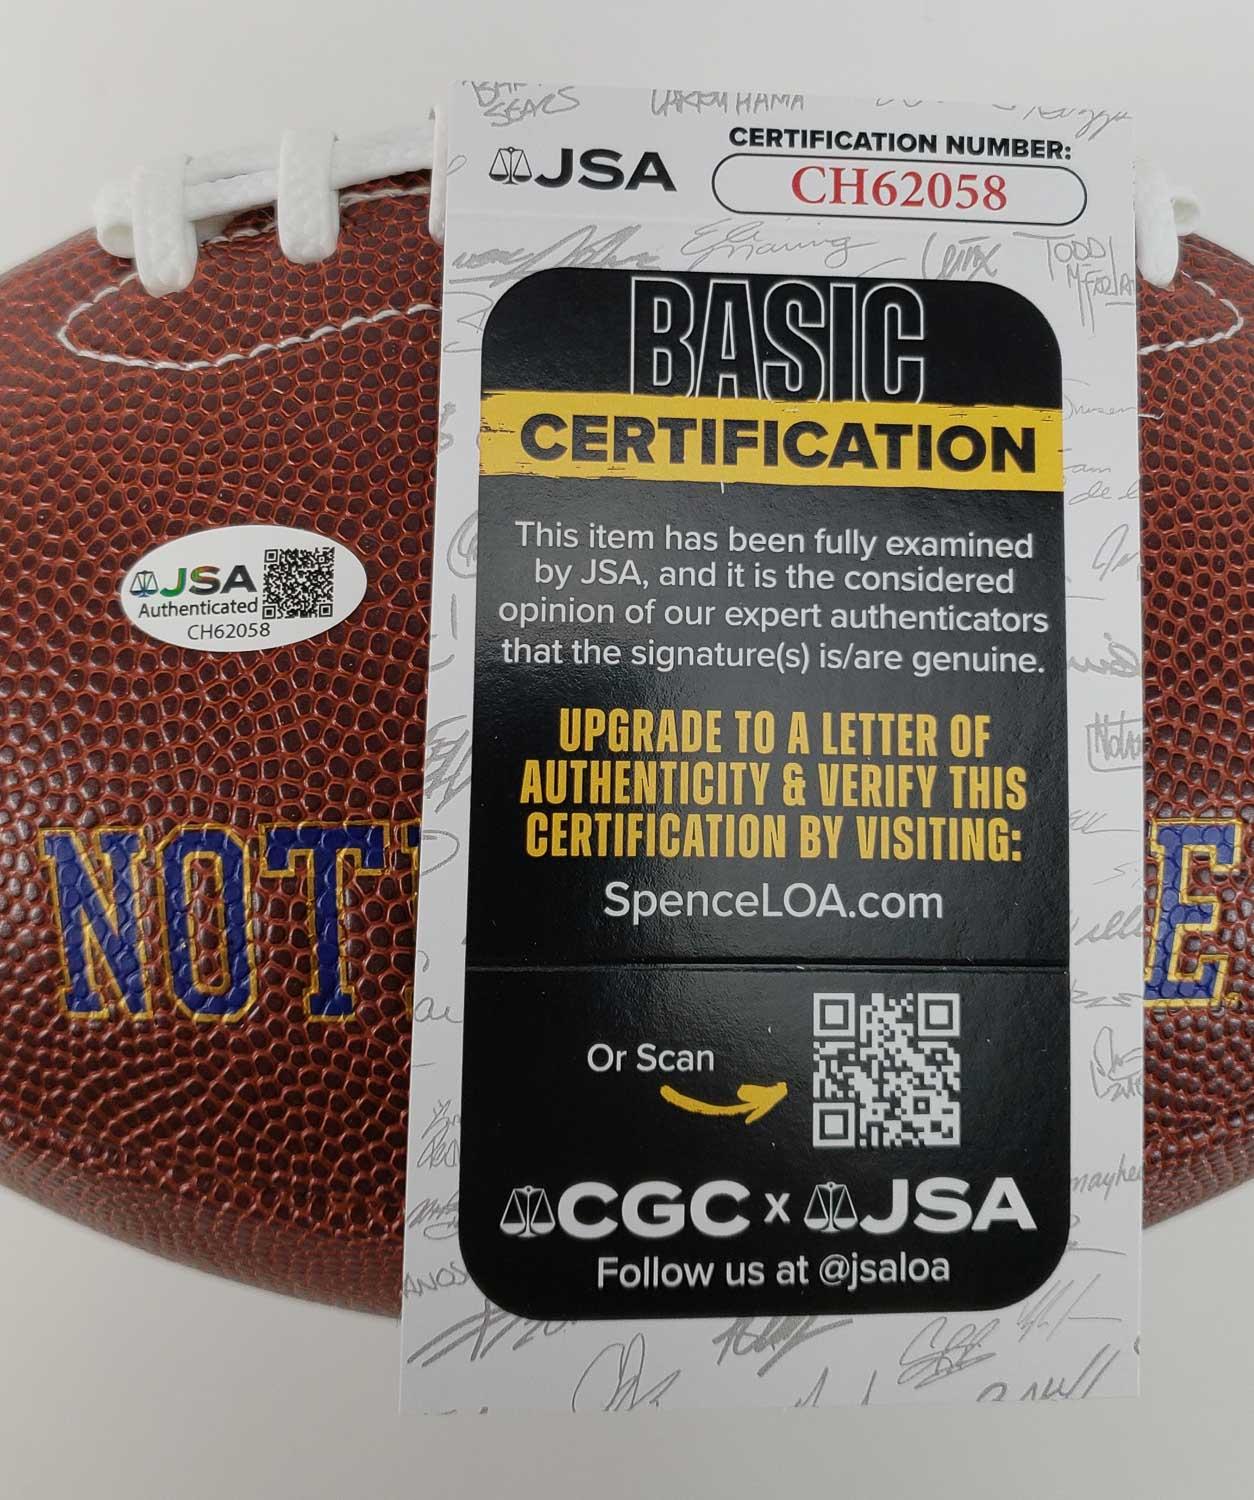 JSA
CERTIFICATION NUMBER:
CH62058
BASIC
CERTIFICATION
This item has been fully examined
by JSA, and it is the considered
opinion of our expert authenticators
that the signature(s) is/are genuine.
UPGRADE TO A LETTER OF
AUTHENTICITY & VERIFY THIS
CERTIFICATION BY VISITING:
SpenceLOA.com
Or Scan
CGC x JSA
Follow us at @jsaloa
JSA
Authenticated
CH62058
NOT E